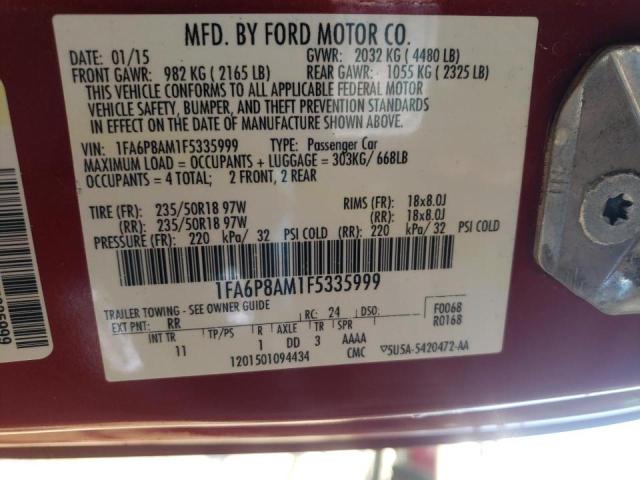 MFD. BY FORD MOTOR CO.
DATE: 01/15 GVWR: 2032 KG ( 4480 LB)
FRONT GAWR: 982 KG ( 2165 LB) REAR GAWR: 1055 KG ( 2325 LB)
THIS VEHICLE CONFORMS TO ALL APPLICABLE FEDERAL MOTOR
VEHICLE SAFETY, BUMPER, AND THEFT PREVENTION STANDARDS
IN EFFECT ON THE DATE OF MANUFACTURE SHOWN ABOVE.
VIN: 1FA6P8AM1F5335999 TYPE: Passenger Car
MAXIMUM LOAD = OCCUPANTS + LUGGAGE = 303KG/ 668LB
OCCUPANTS = 4 TOTAL; 2 FRONT, 2 REAR
TIRE (FR): 235/50R18 97W RIMS (FR): 18x8.0J
(RR): 235/50R18 97W (RR): 18x8.0J
PRESSURE (FR): 220 kPa/ 32 PSI COLD (RR): 220 kPa/ 32 PSI COLD
1FA6P8AM1F5335999
TRAILER TOWING - SEE OWNER GUIDE
EXT PNT: RR RC: 24 DSO: F0068
R0168
INT TR TP/PS R AXLE TR SPR
11 1 DD 3 AAAA
1201501094434 CMC ▽5U5A-5420472-AA